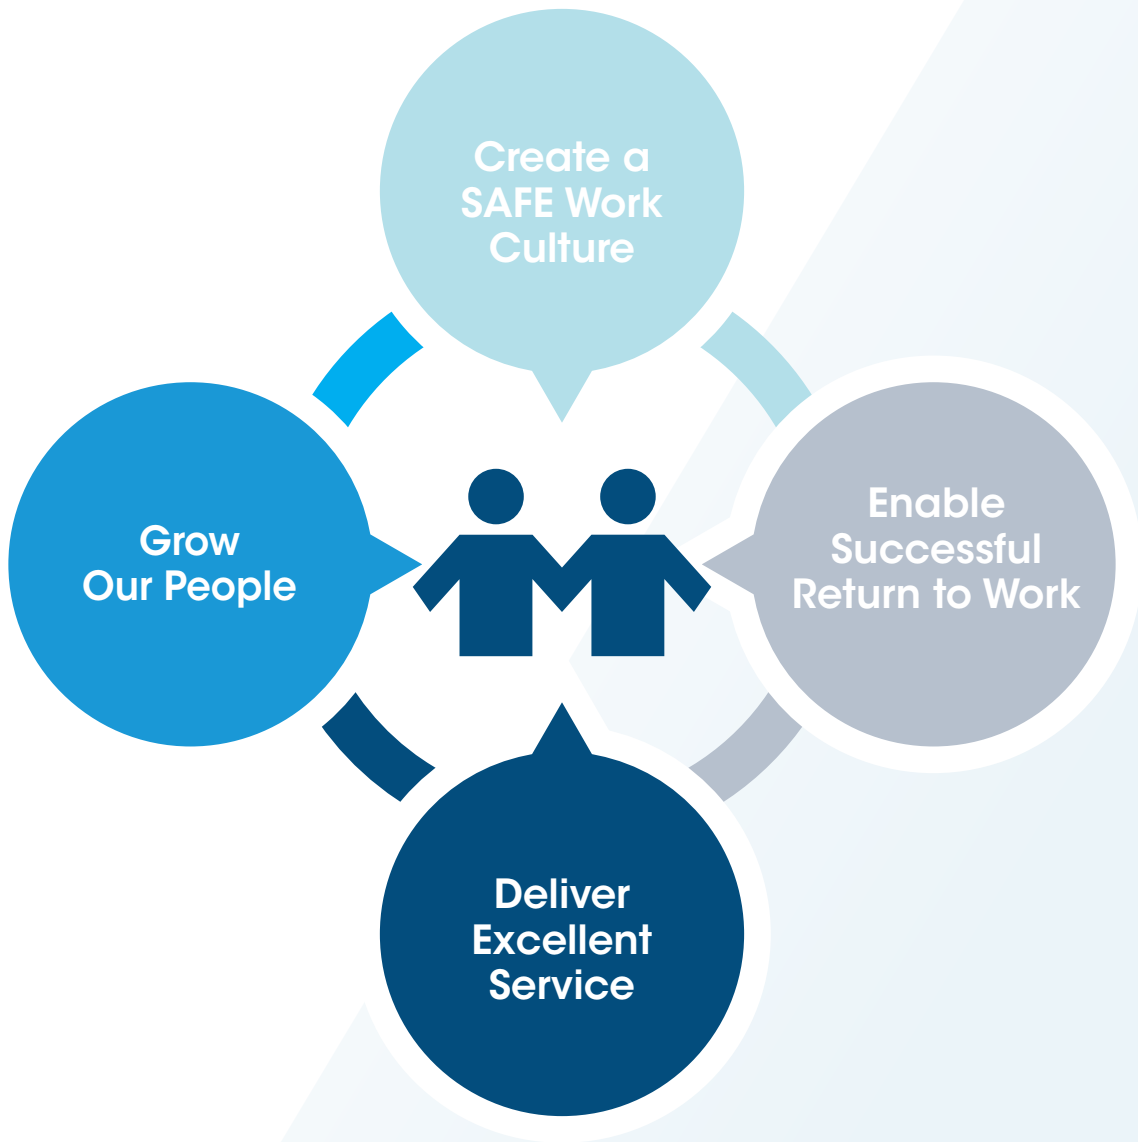 Create a
SAFE Work
Culture
Grow
Our People
Enable
Successful
Return to Work
Deliver
Excellent
Service